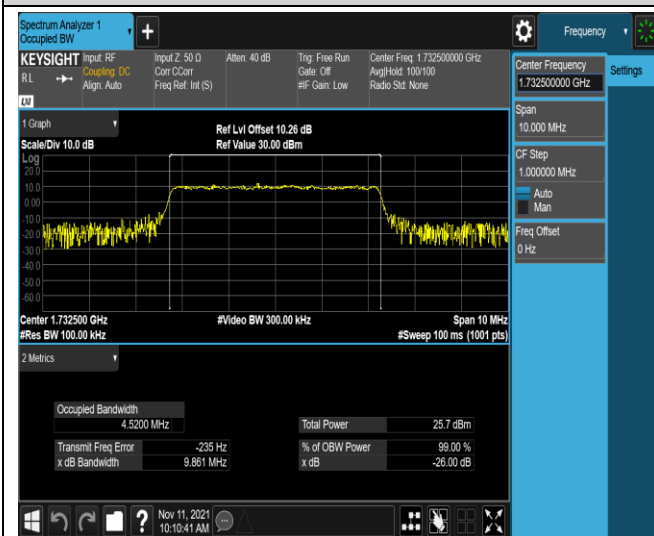 Spectrum Analyzer 1
Occupied BW
+
Frequency
KEYSIGHT
RL
LXI
Input: RF
Coupling: DC
Align: Auto
Input Z: 50 Ω
Corr CCorr
Freq Ref: Int (S)
Atten: 40 dB
Trig: Free Run
Gate: Off
#IF Gain: Low
Center Freq: 1.732500000 GHz
Avg|Hold: 100/100
Radio Std: None
Center Frequency
1.732500000 GHz
Settings
Span
10.000 MHz
CF Step
1.000000 MHz
Auto
Man
Freq Offset
0 Hz
1 Graph
Scale/Div 10.0 dB
Ref Lvl Offset 10.26 dB
Ref Value 30.00 dBm
Log
20.0
10.0
0.00
-10.0
-20.0
-30.0
-40.0
-50.0
-60.0
Center 1.732500 GHz
#Video BW 300.00 kHz
Span 10 MHz
#Res BW 100.00 kHz
#Sweep 100 ms (1001 pts)
2 Metrics
Occupied Bandwidth
4.5200 MHz
Total Power 25.7 dBm
Transmit Freq Error -235 Hz
% of OBW Power 99.00 %
x dB Bandwidth 9.861 MHz
x dB -26.00 dB
?
Nov 11, 2021
10:10:41 AM